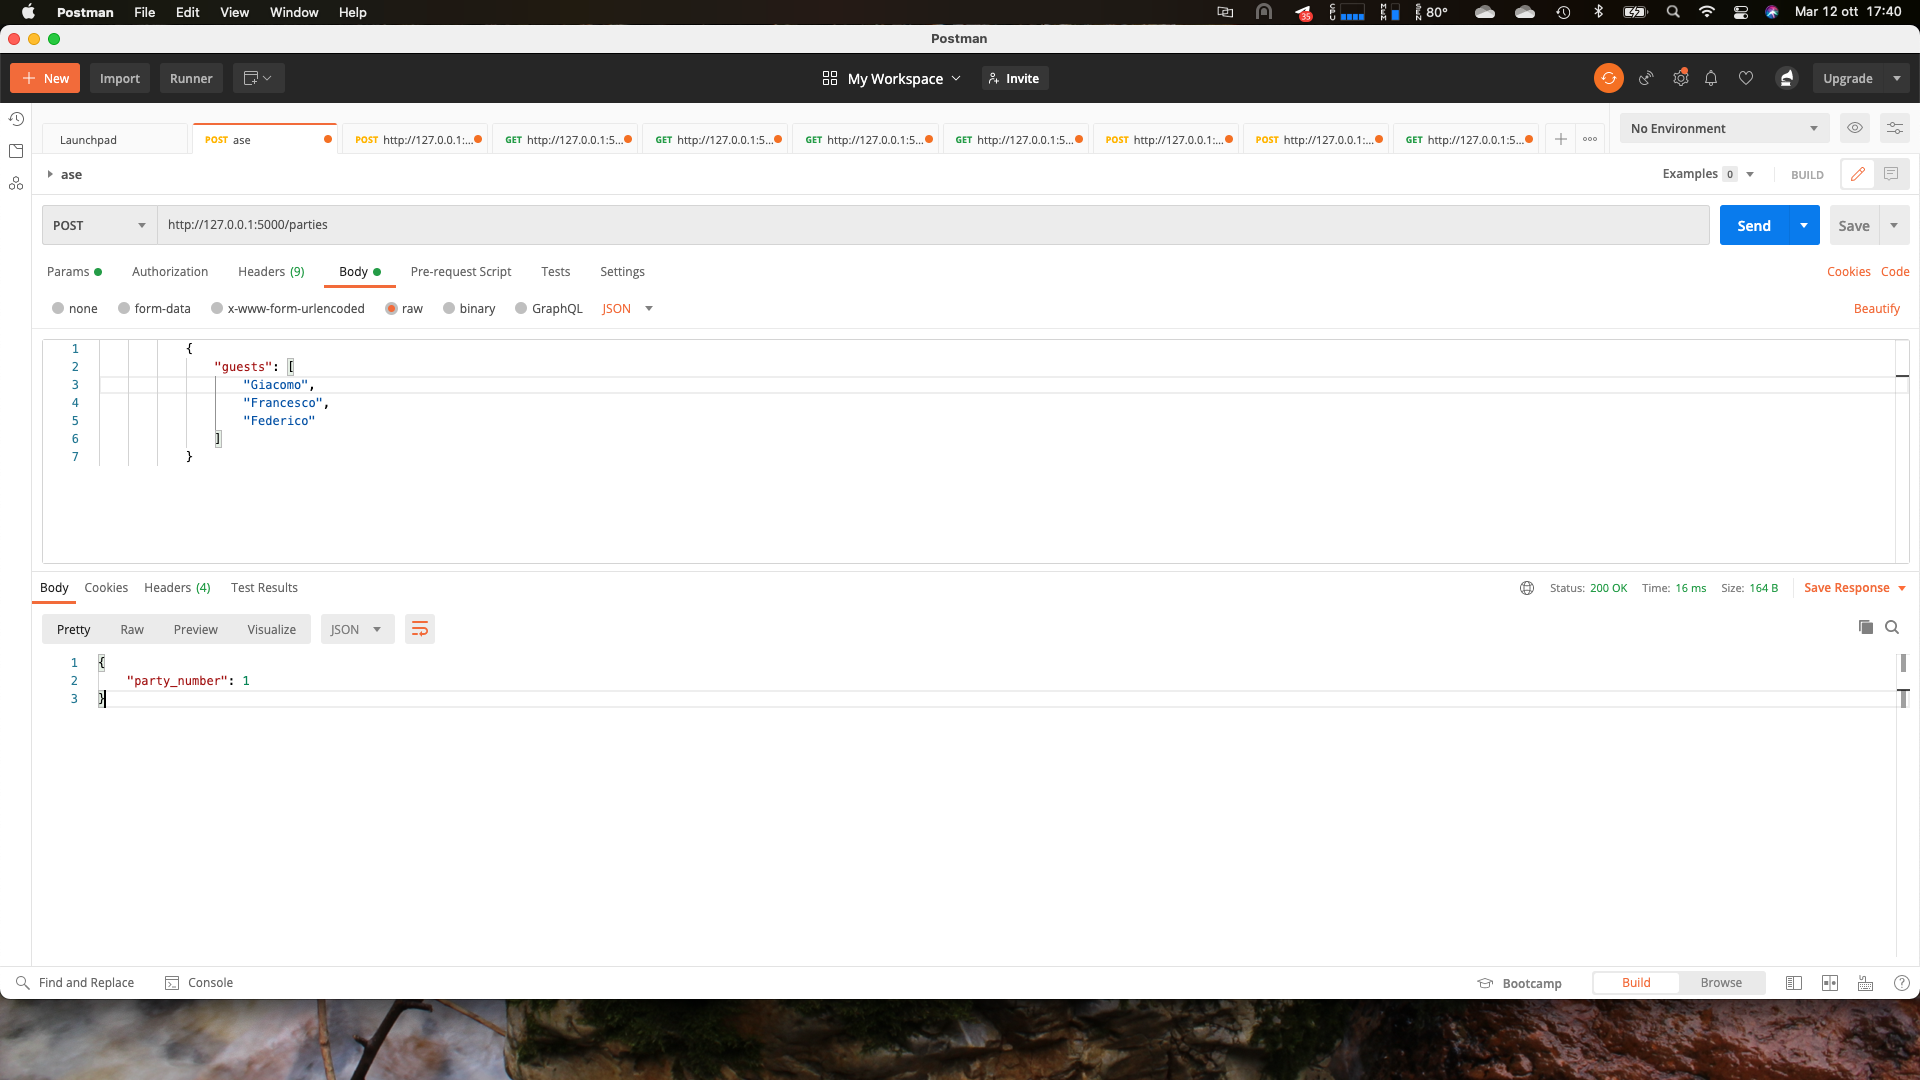 Postman File Edit View Window Help 35 CPU MEM SEN 80° Mar 12 ott 17:40
Postman
New Import Runner My Workspace Invite Upgrade
Launchpad POST ase POST http://127.0.0.1:... GET http://127.0.0.1:5... GET http://127.0.0.1:5... GET http://127.0.0.1:5... GET http://127.0.0.1:5... POST http://127.0.0.1:... POST http://127.0.0.1:... GET http://127.0.0.1:5... No Environment
ase Examples 0 BUILD
POST http://127.0.0.1:5000/parties Send Save
Params Authorization Headers (9) Body Pre-request Script Tests Settings Cookies Code
none form-data x-www-form-urlencoded raw binary GraphQL JSON Beautify
1 {
2 "guests": [
3 "Giacomo",
4 "Francesco",
5 "Federico"
6 ]
7 }
Body Cookies Headers (4) Test Results Status: 200 OK Time: 16 ms Size: 164 B Save Response
Pretty Raw Preview Visualize JSON
1 {
2 "party_number": 1
3 }
Find and Replace Console Bootcamp Build Browse